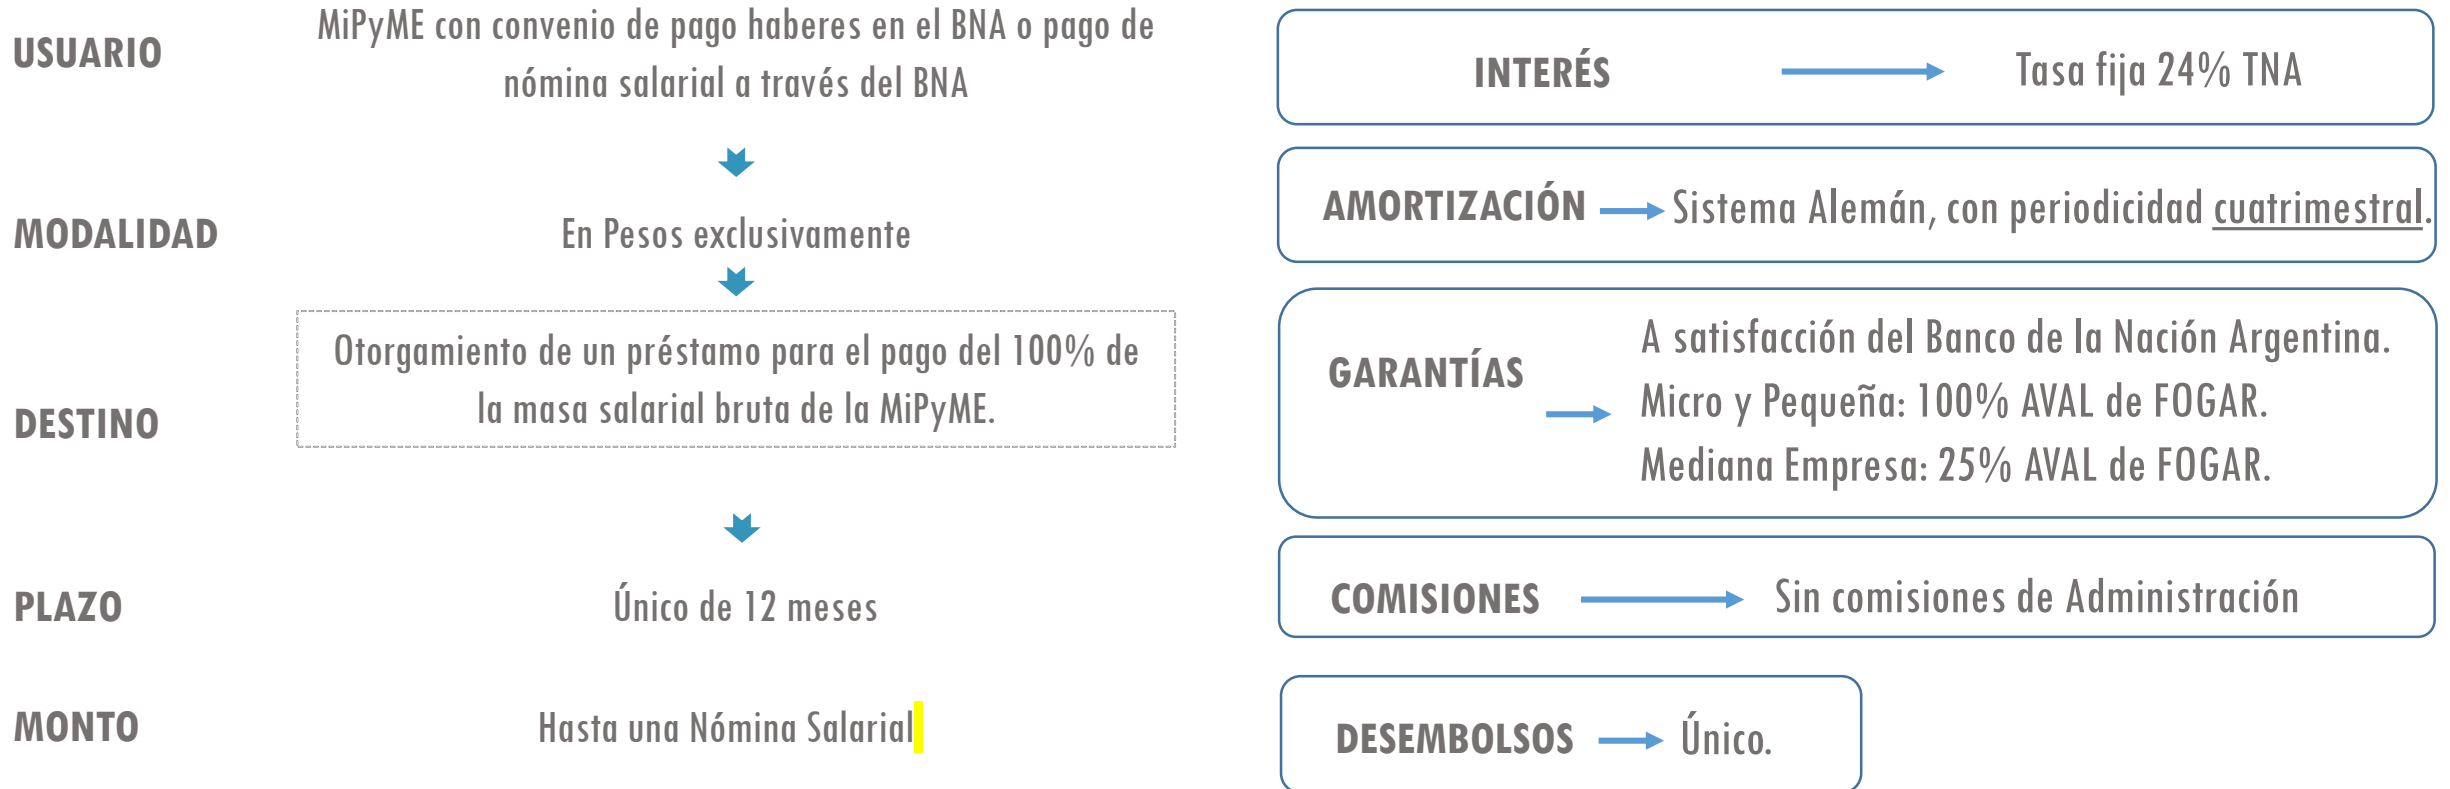 USUARIO
MiPyME con convenio de pago haberes en el BNA o pago de
nómina salarial a través del BNA
MODALIDAD
En Pesos exclusivamente
DESTINO
Otorgamiento de un préstamo para el pago del 100% de
la masa salarial bruta de la MiPyME.
PLAZO
Único de 12 meses
MONTO
Hasta una Nómina Salarial
INTERÉS
Tasa fija 24% TNA
AMORTIZACIÓN
Sistema Alemán, con periodicidad cuatrimestral.
GARANTÍAS
A satisfacción del Banco de la Nación Argentina.
Micro y Pequeña: 100% AVAL de FOGAR.
Mediana Empresa: 25% AVAL de FOGAR.
COMISIONES
Sin comisiones de Administración
DESEMBOLSOS
Único.